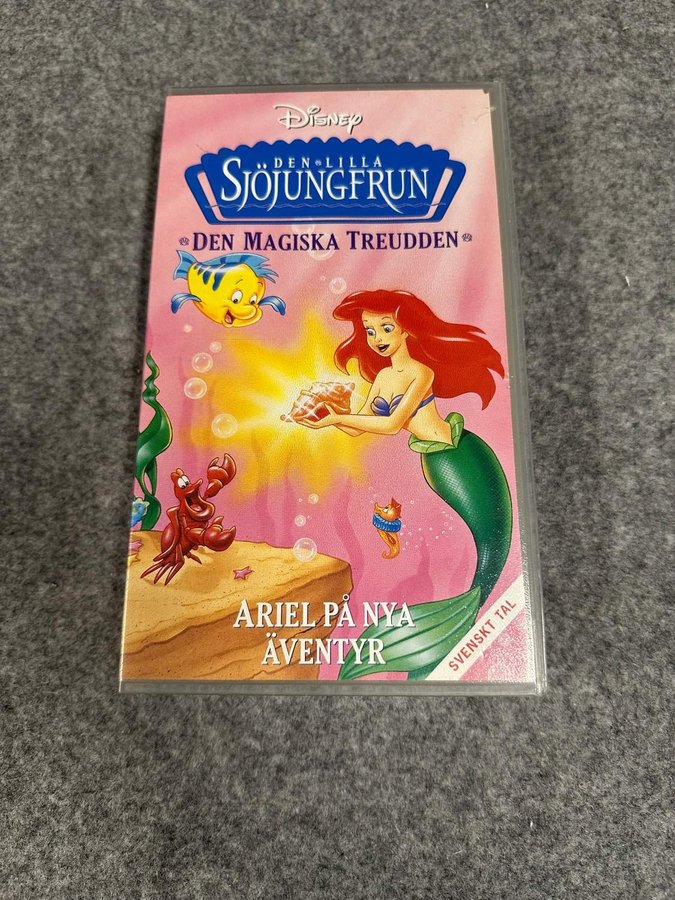 Disney
DEN LILLA
SJÖJUNGFRUN
DEN MAGISKA TREUDDEN
ARIEL PÅ NYA
ÄVENTYR
SVENSKT TAL